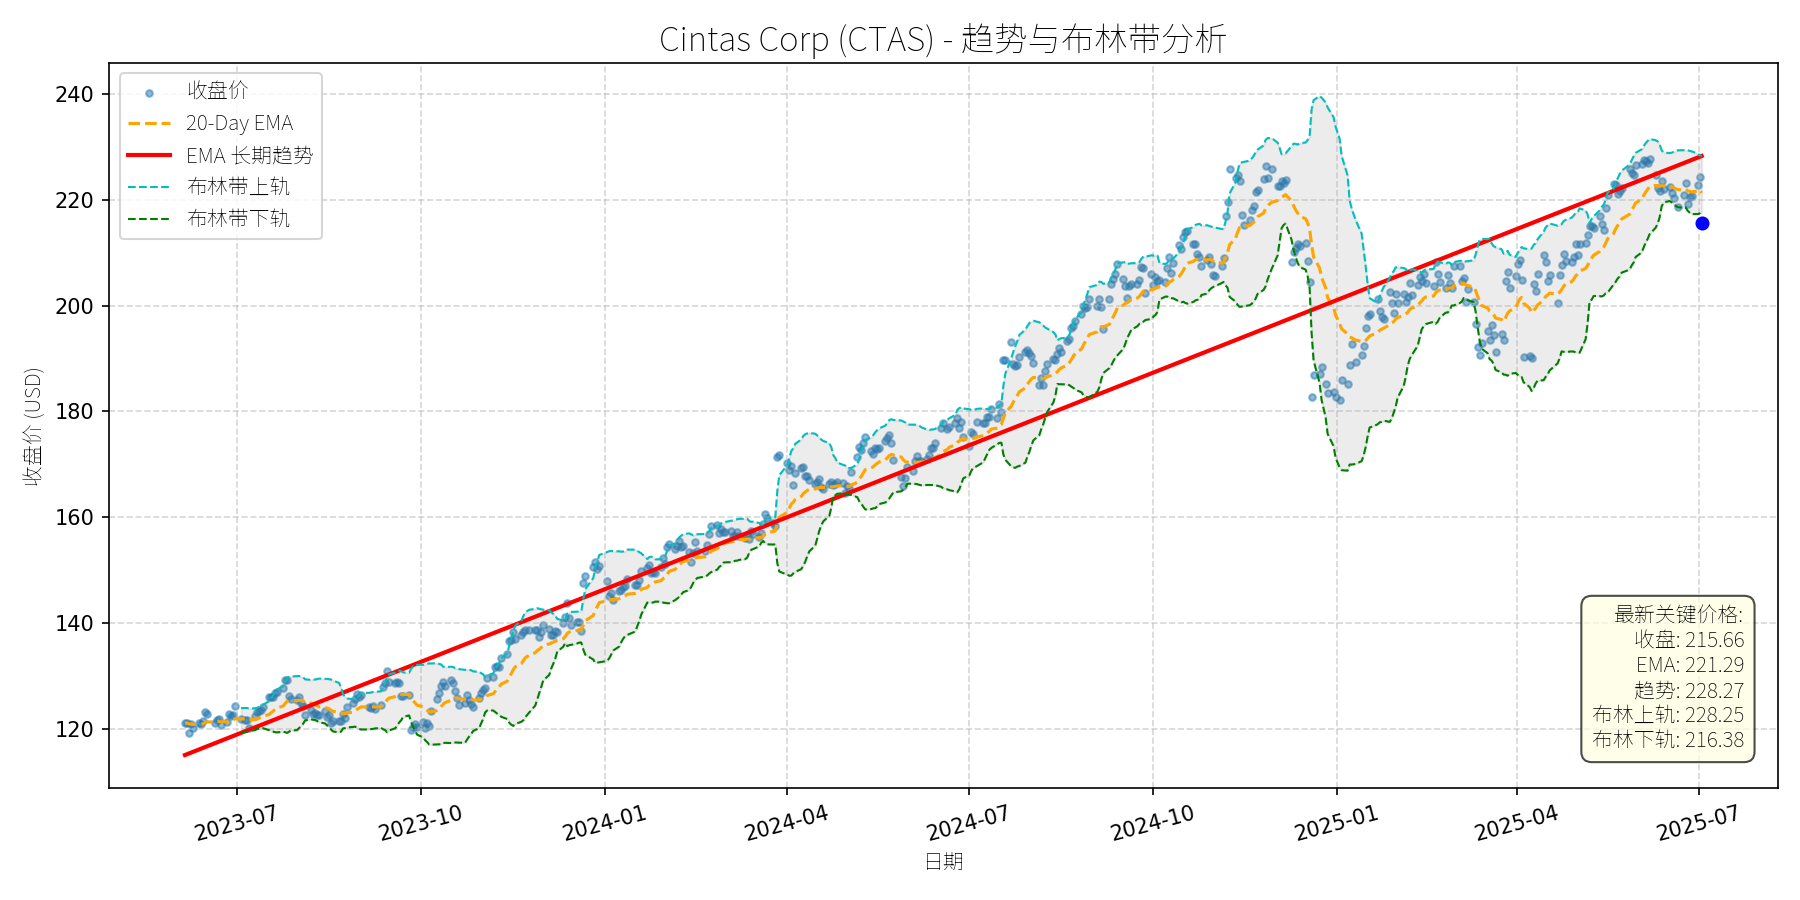 Cintas Corp (CTAS) - 趋势与布林带分析
收盘价
20-Day EMA
EMA 长期趋势
布林带上轨
布林带下轨
收盘价 (USD)
240
220
200
180
160
140
120
最新关键价格:
收盘: 215.66
EMA: 221.29
趋势: 228.27
布林上轨: 228.25
布林下轨: 216.38
2023-07
2023-10
2024-01
2024-04
2024-07
2024-10
2025-01
2025-04
2025-07
日期